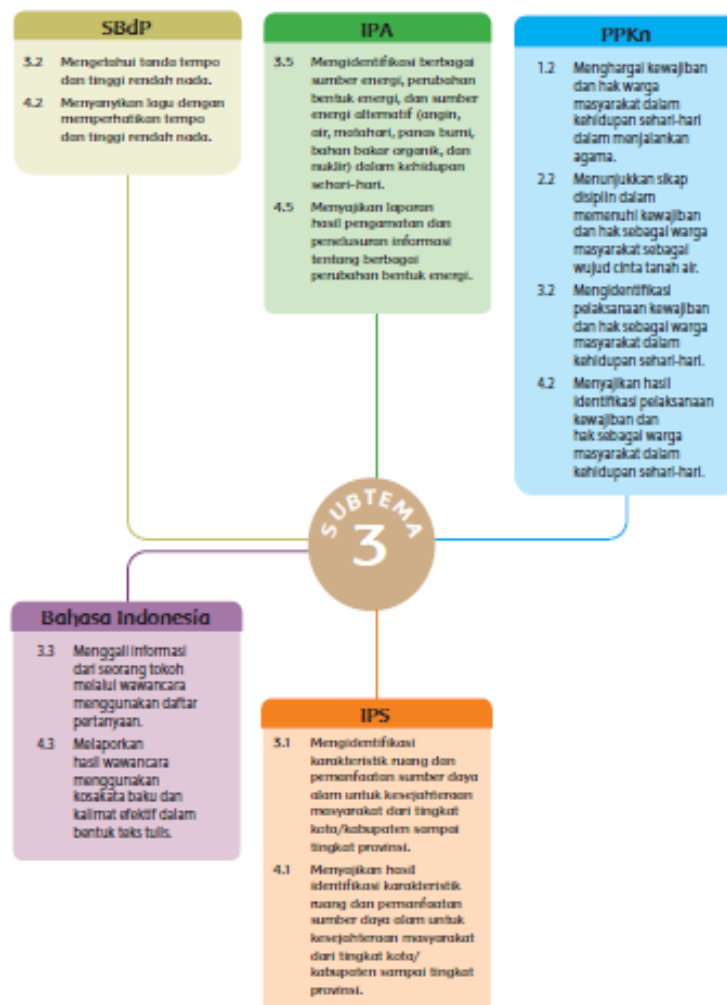 SBdP
3.2 Mengetahui tanda tempo
dan tinggi rendah nada.
4.2 Menyanyikan lagu dengan
memperhatikan tempo
dan tinggi rendah nada.
IPA
3.5 Mengidentifikasi berbagai
sumber energi, perubahan
bentuk energi, dan sumber
energi alternatif (angin,
air, matahari, panas bumi,
bahan bakar organik, dan
nuklir) dalam kehidupan
sehari-hari.
4.5 Menyajikan laporan
hasil pengamatan dan
penelusuran informasi
tentang berbagai
perubahan bentuk energi.
PPKn
1.2 Menghargai kewajiban
dan hak warga
masyarakat dalam
kehidupan sehari-hari
dalam menjalankan
agama.
2.2 Menunjukkan sikap
disiplin dalam
memenuhi kewajiban
dan hak sebagai warga
masyarakat sebagai
wujud cinta tanah air.
3.2 Mengidentifikasi
pelaksanaan kewajiban
dan hak sebagai warga
masyarakat dalam
kehidupan sehari-hari.
4.2 Menyajikan hasil
identifikasi pelaksanaan
kewajiban dan
hak sebagai warga
masyarakat dalam
kehidupan sehari-hari.
SUBTEMA
3
Bahasa Indonesia
3.3 Menggali informasi
dari seorang tokoh
melalui wawancara
menggunakan daftar
pertanyaan.
4.3 Melaporkan
hasil wawancara
menggunakan
kosakata baku dan
kalimat efektif dalam
bentuk teks tulis.
IPS
3.1 Mengidentifikasi
karakteristik ruang dan
pemanfaatan sumber daya
alam untuk kesejahteraan
masyarakat dari tingkat
kota/kabupaten sampai
tingkat provinsi.
4.1 Menyajikan hasil
identifikasi karakteristik
ruang dan pemanfaatan
sumber daya alam untuk
kesejahteraan masyarakat
dari tingkat kota/
kabupaten sampai tingkat
provinsi.